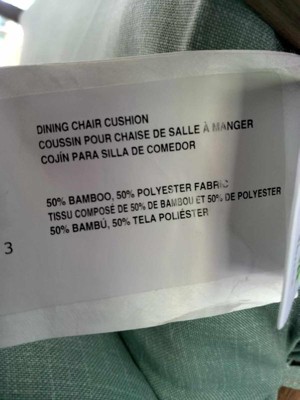 DINING CHAIR CUSHION
COUSSIN POUR CHAISE DE SALLE À MANGER
COJÍN PARA SILLA DE COMEDOR
50% BAMBOO, 50% POLYESTER FABRIC
TISSU COMPOSÉ DE 50% DE BAMBOU ET 50% DE POLYESTER
50% BAMBÚ, 50% TELA POLIÉSTER
3